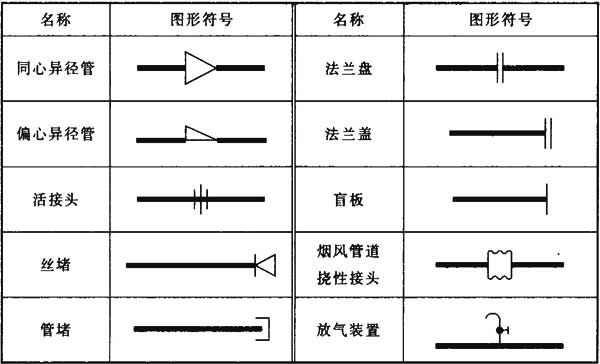 名称 图形符号 名称 图形符号
同心异径管 法兰盘
偏心异径管 法兰盖
活接头 盲板
丝堵 烟风管道
挠性接头
管堵 放气装置